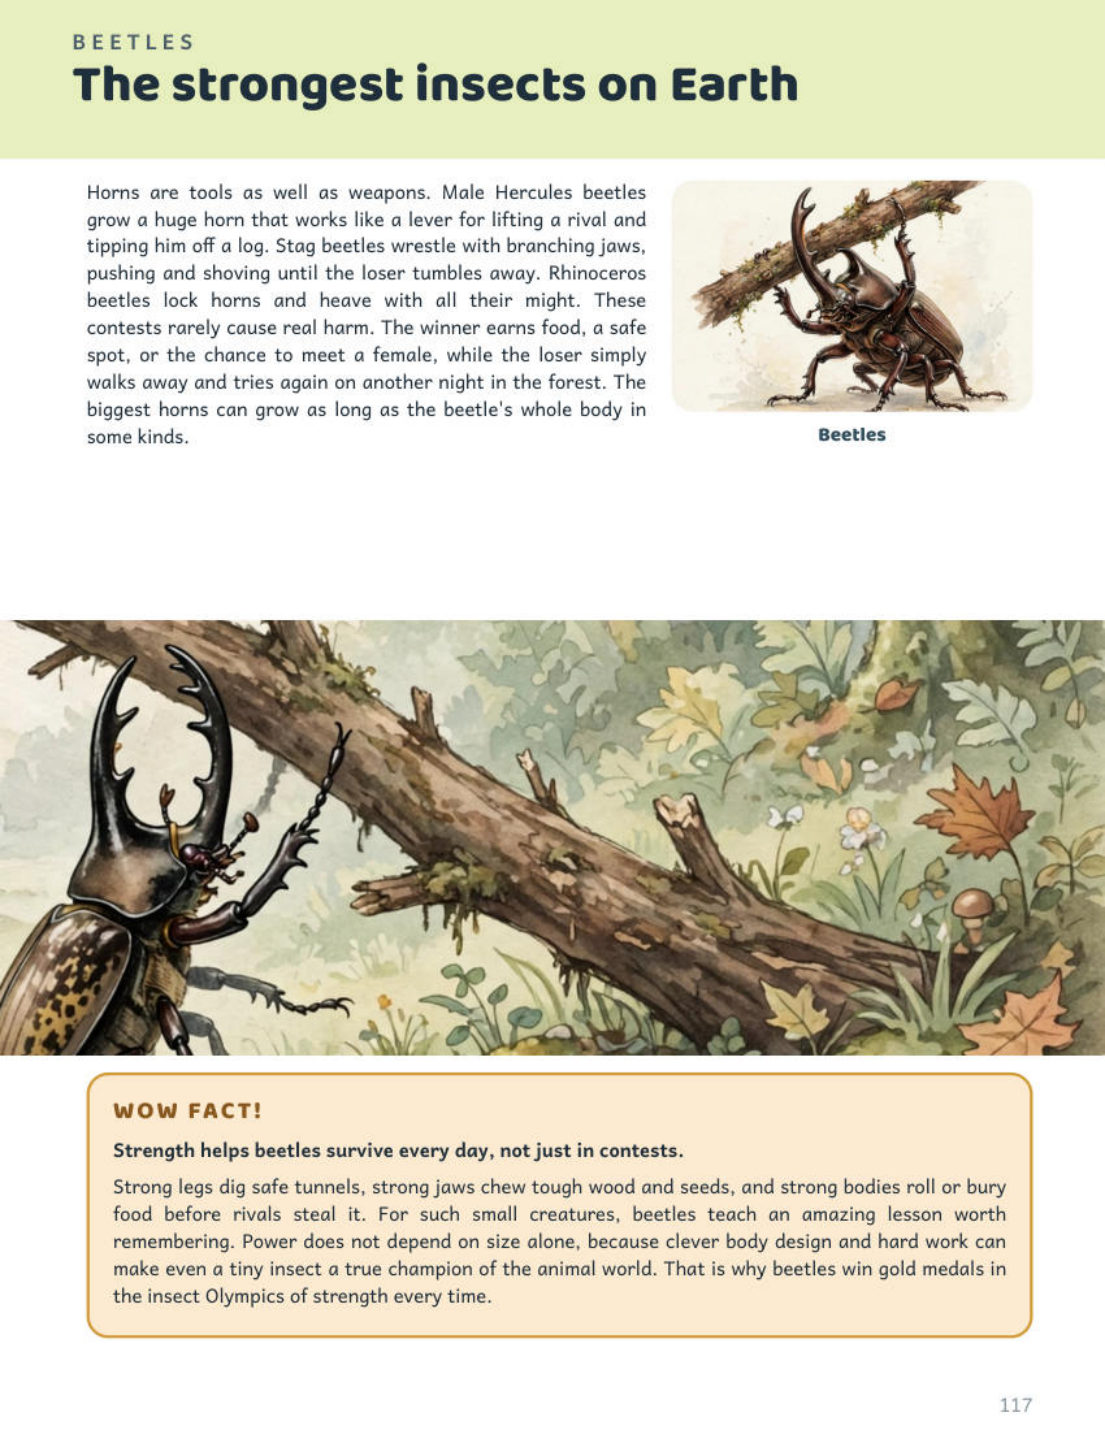 BEETLES
The strongest insects on Earth
Horns are tools as well as weapons. Male Hercules beetles
grow a huge horn that works like a lever for lifting a rival and
tipping him off a log. Stag beetles wrestle with branching jaws,
pushing and shoving until the loser tumbles away. Rhinoceros
beetles lock horns and heave with all their might. These
contests rarely cause real harm. The winner earns food, a safe
spot, or the chance to meet a female, while the loser simply
walks away and tries again on another night in the forest. The
biggest horns can grow as long as the beetle's whole body in
some kinds.
Beetles
WOW FACT!
Strength helps beetles survive every day, not just in contests.
Strong legs dig safe tunnels, strong jaws chew tough wood and seeds, and strong bodies roll or bury
food before rivals steal it. For such small creatures, beetles teach an amazing lesson worth
remembering. Power does not depend on size alone, because clever body design and hard work can
make even a tiny insect a true champion of the animal world. That is why beetles win gold medals in
the insect Olympics of strength every time.
117